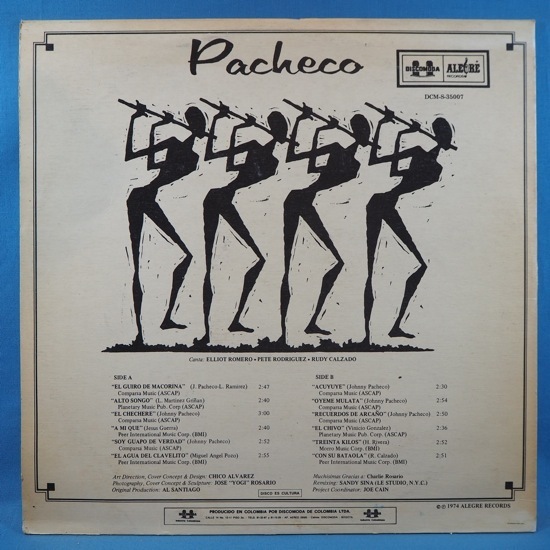 Pacheco
DISCOMODA
ALEGRE
RECORDS
DCM-S-35007
Canta: ELLIOT ROMERO • PETE RODRIGUEZ • RUDY CALZADO
SIDE A
"EL GUIRO DE MACORINA" (J. Pacheco-L. Ramirez) 2:47
Comparsa Music (ASCAP)
"ALTO SONGO" (L. Martinez Griñan) 2:40
Planetary Music Pub. Corp (ASCAP)
"EL CHECHERE" (Johnny Pacheco) 3:00
Comparsa Music (ASCAP)
"A MI QUE" (Jesus Guerra) 2:40
Peer International Music Corp. (BMI)
"SOY GUAPO DE VERDAD" (Johnny Pacheco) 2:52
Comparsa Music (ASCAP)
"EL AGUA DEL CLAVELITO" (Miguel Angel Pozo) 2:55
Peer International Music Corp. (BMI)
SIDE B
"ACUYUYE" (Johnny Pacheco) 2:30
Comparsa Music (ASCAP)
"OYEME MULATA" (Johnny Pacheco) 2:54
Comparsa Music (ASCAP)
"RECUERDOS DE ARCAÑO" (Johnny Pacheco) 2:50
Comparsa Music (ASCAP)
"EL CHIVO" (Vinicio Gonzalez) 2:36
Planetary Music Pub. Corp. (ASCAP)
"TREINTA KILOS" (H. Rivera) 2:52
Morro Music Corp. (BMI)
"CON SU BATAOLA" (R. Calzado) 2:51
Peer International Music Corp. (BMI)
Art Direction, Cover Concept & Design: CHICO ALVAREZ
Photography, Cover Concept & Sculpture: JOSÉ "YOGI" ROSARIO
Original Production: AL SANTIAGO
DISCO ES CULTURA
Muchisimas Gracias a: Charlie Rosario
Remixing: SANDY SINA (LE STUDIO, N.Y.C.)
Project Coordinator: JOE CAIN
℗ © 1974 ALEGRE RECORDS
PRODUCIDO EN COLOMBIA POR DISCOMODA DE COLOMBIA LTDA.